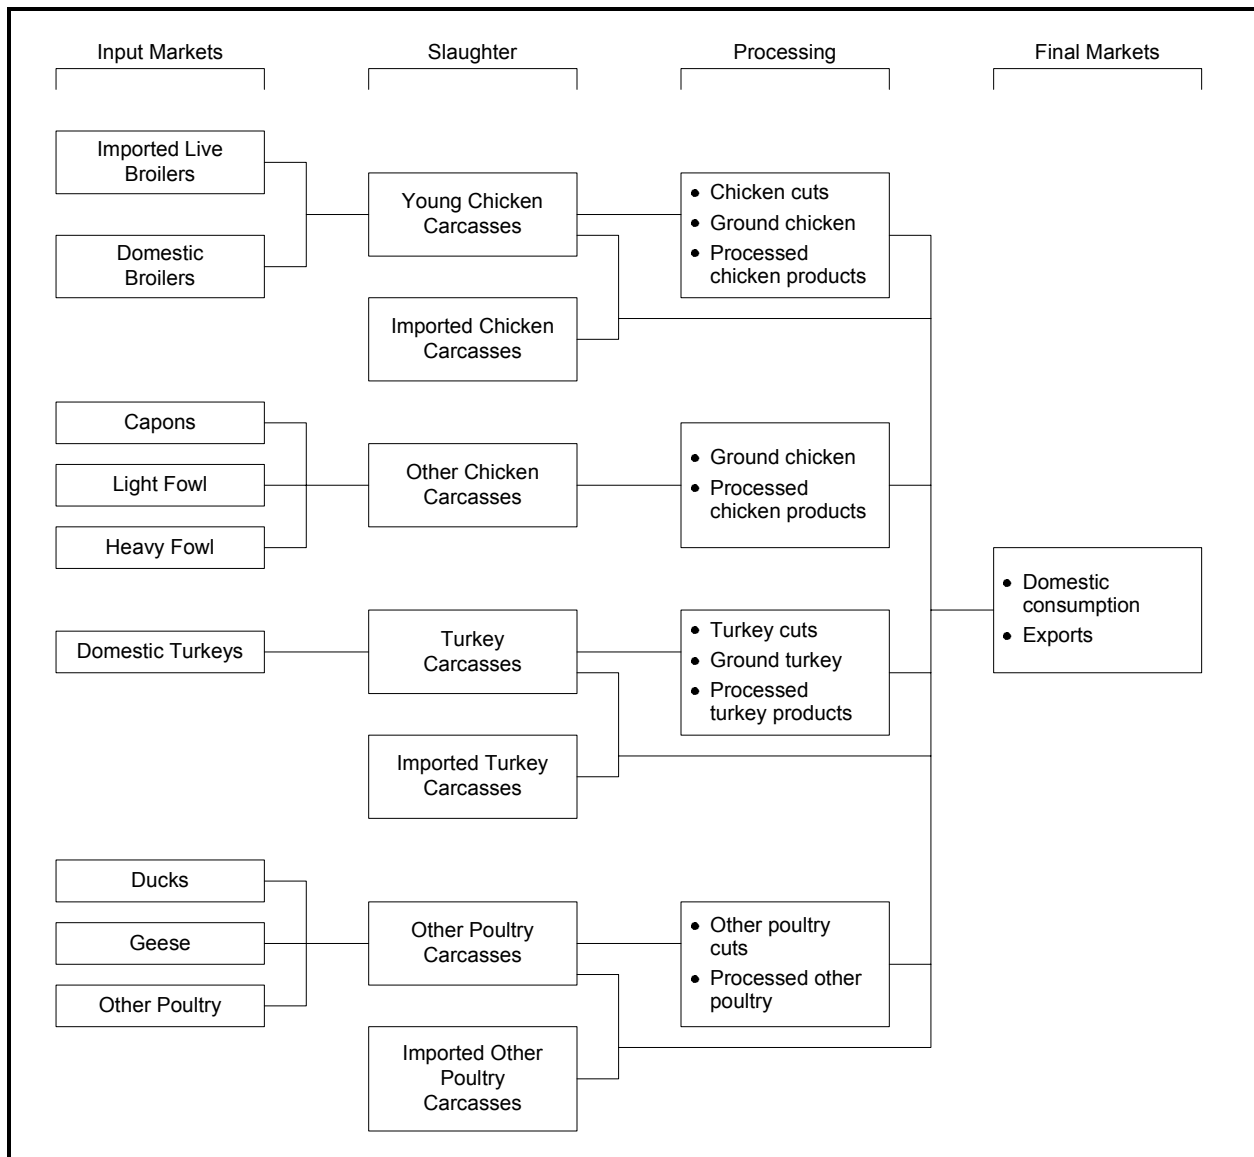 Input Markets
Slaughter
Processing
Final Markets
Imported Live
Broilers
Domestic
Broilers
Young Chicken
Carcasses
Imported Chicken
Carcasses
• Chicken cuts
• Ground chicken
• Processed
chicken products
Capons
Light Fowl
Heavy Fowl
Other Chicken
Carcasses
• Ground chicken
• Processed
chicken products
Domestic Turkeys
Turkey
Carcasses
Imported Turkey
Carcasses
• Turkey cuts
• Ground turkey
• Processed
turkey products
• Domestic
consumption
• Exports
Ducks
Geese
Other Poultry
Other Poultry
Carcasses
Imported Other
Poultry
Carcasses
• Other poultry
cuts
• Processed other
poultry